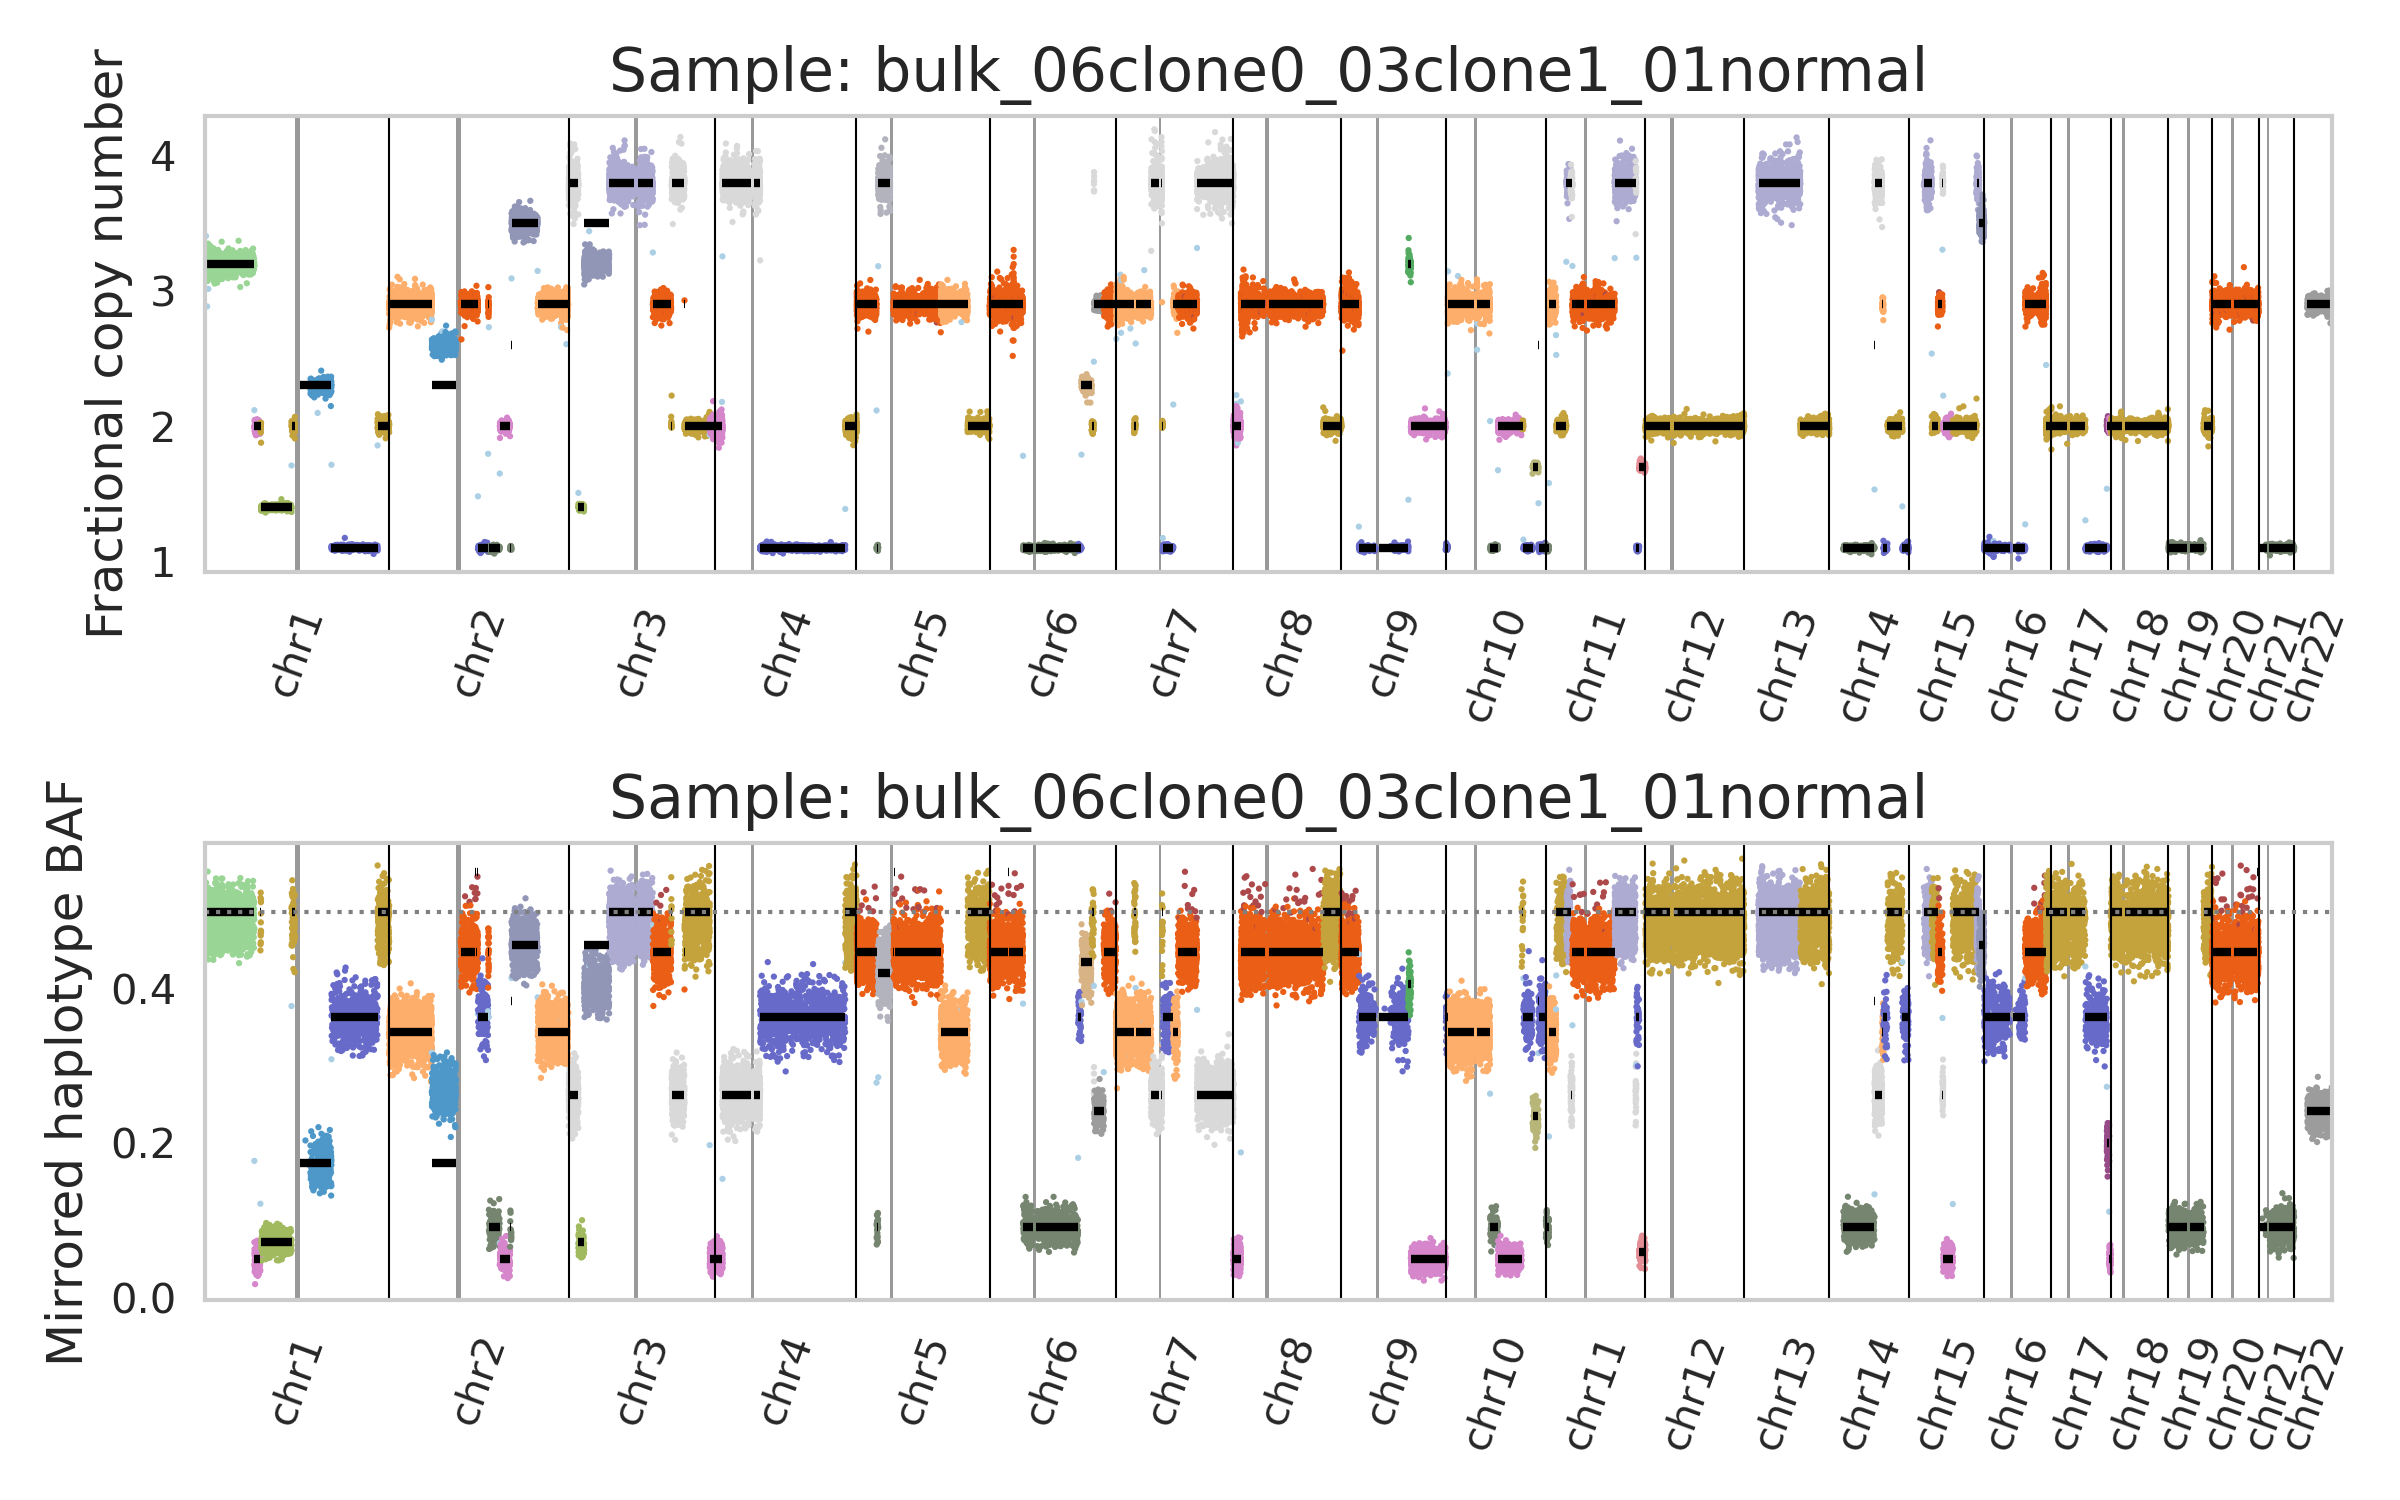 Sample: bulk_06clone0_03clone1_01normal
Fractional copy number
4
3
2
1
chr1 chr2 chr3 chr4 chr5 chr6 chr7 chr8 chr9 chr10 chr11 chr12 chr13 chr14 chr15 chr16 chr17 chr18 chr19 chr20 chr21 chr22
Sample: bulk_06clone0_03clone1_01normal
Mirrored haplotype BAF
0.4
0.2
0.0
chr1 chr2 chr3 chr4 chr5 chr6 chr7 chr8 chr9 chr10 chr11 chr12 chr13 chr14 chr15 chr16 chr17 chr18 chr19 chr20 chr21 chr22